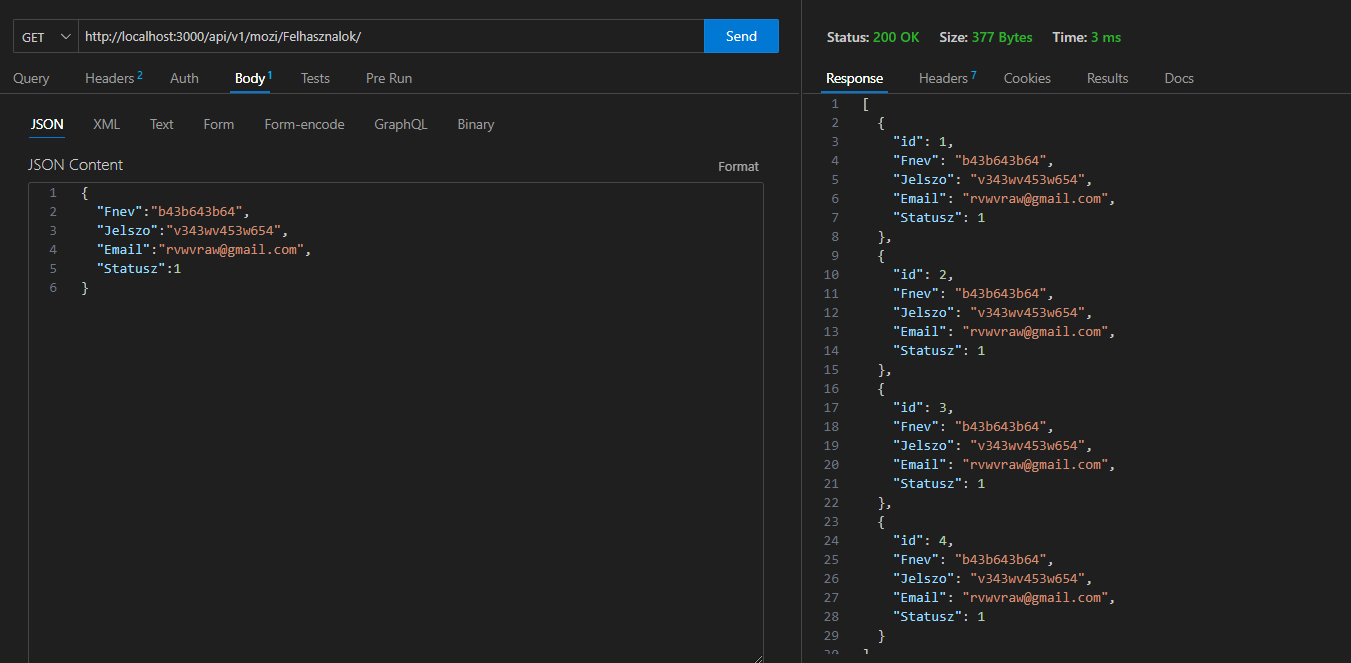 GET http://localhost:3000/api/v1/mozi/Felhasznalok/ Send
Query Headers 2 Auth Body 1 Tests Pre Run
JSON XML Text Form Form-encode GraphQL Binary
JSON Content Format
1 {
2 "Fnev":"b43b643b64",
3 "Jelszo":"v343wv453w654",
4 "Email":"rvwvraw@gmail.com",
5 "Statusz":1
6 }
Status: 200 OK Size: 377 Bytes Time: 3 ms
Response Headers 7 Cookies Results Docs
1 [
2 {
3 "id": 1,
4 "Fnev": "b43b643b64",
5 "Jelszo": "v343wv453w654",
6 "Email": "rvwvraw@gmail.com",
7 "Statusz": 1
8 },
9 {
10 "id": 2,
11 "Fnev": "b43b643b64",
12 "Jelszo": "v343wv453w654",
13 "Email": "rvwvraw@gmail.com",
14 "Statusz": 1
15 },
16 {
17 "id": 3,
18 "Fnev": "b43b643b64",
19 "Jelszo": "v343wv453w654",
20 "Email": "rvwvraw@gmail.com",
21 "Statusz": 1
22 },
23 {
24 "id": 4,
25 "Fnev": "b43b643b64",
26 "Jelszo": "v343wv453w654",
27 "Email": "rvwvraw@gmail.com",
28 "Statusz": 1
29 }
30 ]